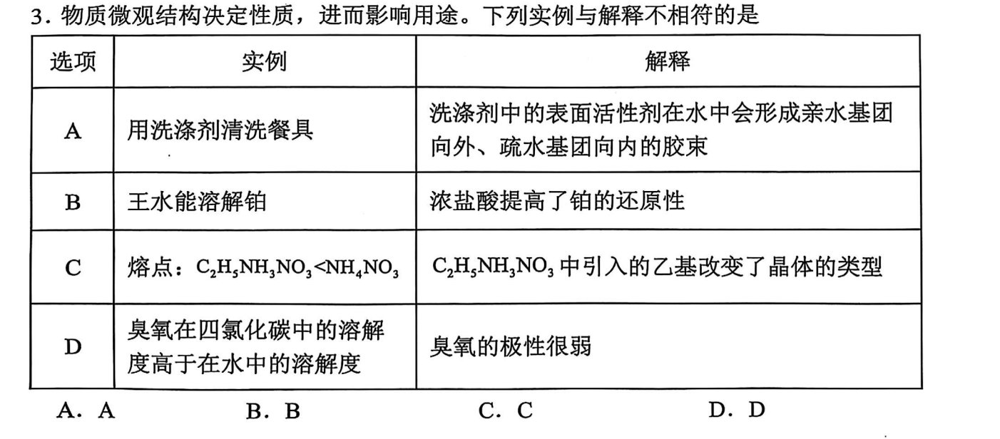 3. 物质微观结构决定性质，进而影响用途。下列实例与解释不相符的是
选项 实例 解释
A 用洗涤剂清洗餐具 洗涤剂中的表面活性剂在水中会形成亲水基团
向外、疏水基团向内的胶束
B 王水能溶解铂 浓盐酸提高了铂的还原性
C 熔点：C₂H₅NH₃NO₃<NH₄NO₃ C₂H₅NH₃NO₃ 中引入的乙基改变了晶体的类型
D 臭氧在四氯化碳中的溶解
度高于在水中的溶解度 臭氧的极性很弱
A. A B. B C. C D. D